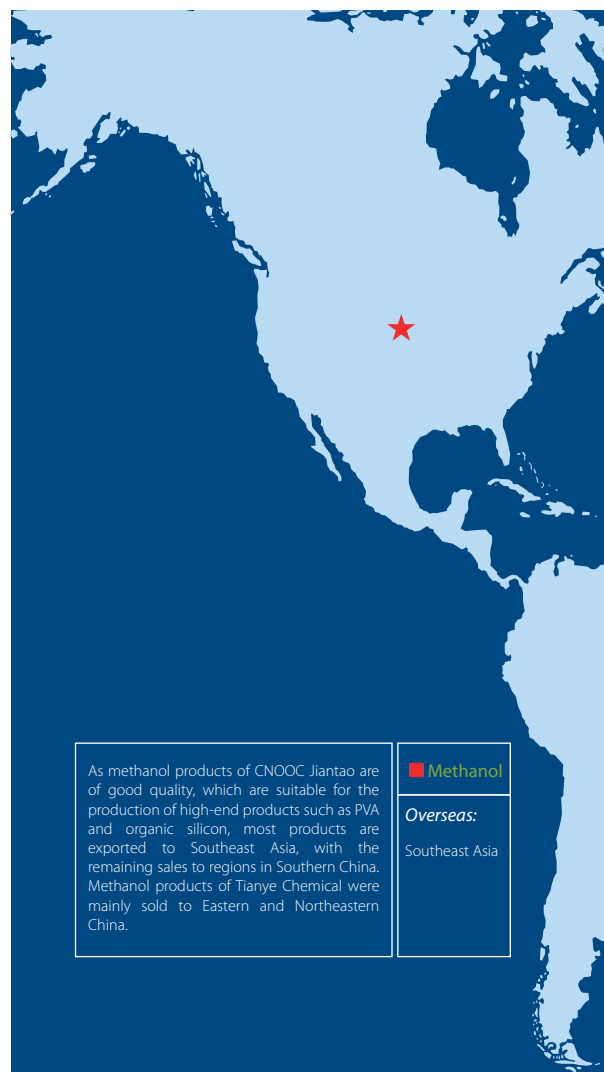 As methanol products of CNOOC Jiantao are
of good quality, which are suitable for the
production of high-end products such as PVA
and organic silicon, most products are
exported to Southeast Asia, with the
remaining sales to regions in Southern China.
Methanol products of Tianye Chemical were
mainly sold to Eastern and Northeastern
China.
Methanol
Overseas:
Southeast Asia